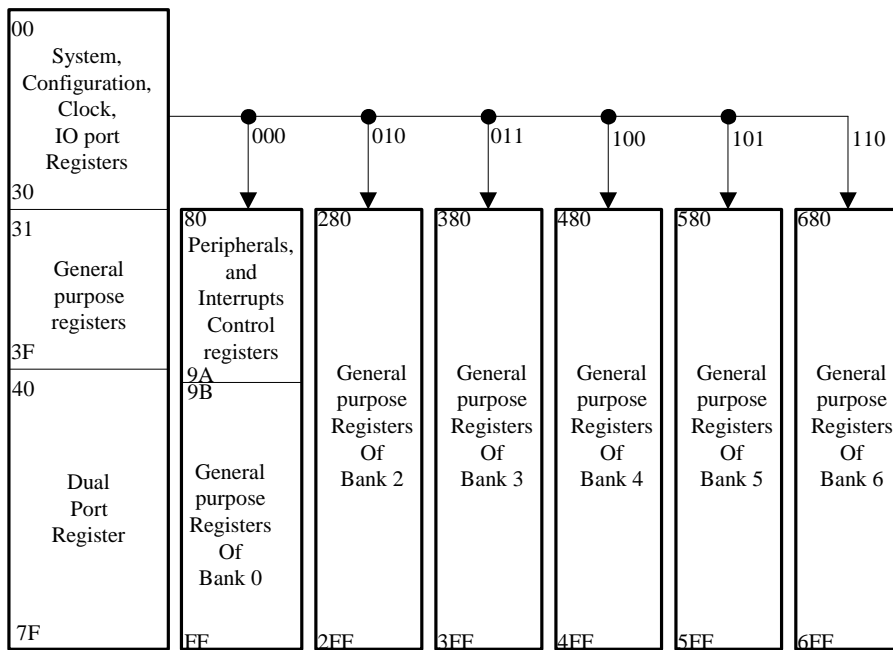 00
System,
Configuration,
Clock,
IO port
Registers
30
31
General
purpose
registers
3F
40
Dual
Port
Register
7F
000
010
011
100
101
110
80
Peripherals,
and
Interrupts
Control
registers
9A
9B
General
purpose
Registers
Of
Bank 0
FF
280
General
purpose
Registers
Of
Bank 2
2FF
380
General
purpose
Registers
Of
Bank 3
3FF
480
General
purpose
Registers
Of
Bank 4
4FF
580
General
purpose
Registers
Of
Bank 5
5FF
680
General
purpose
Registers
Of
Bank 6
6FF